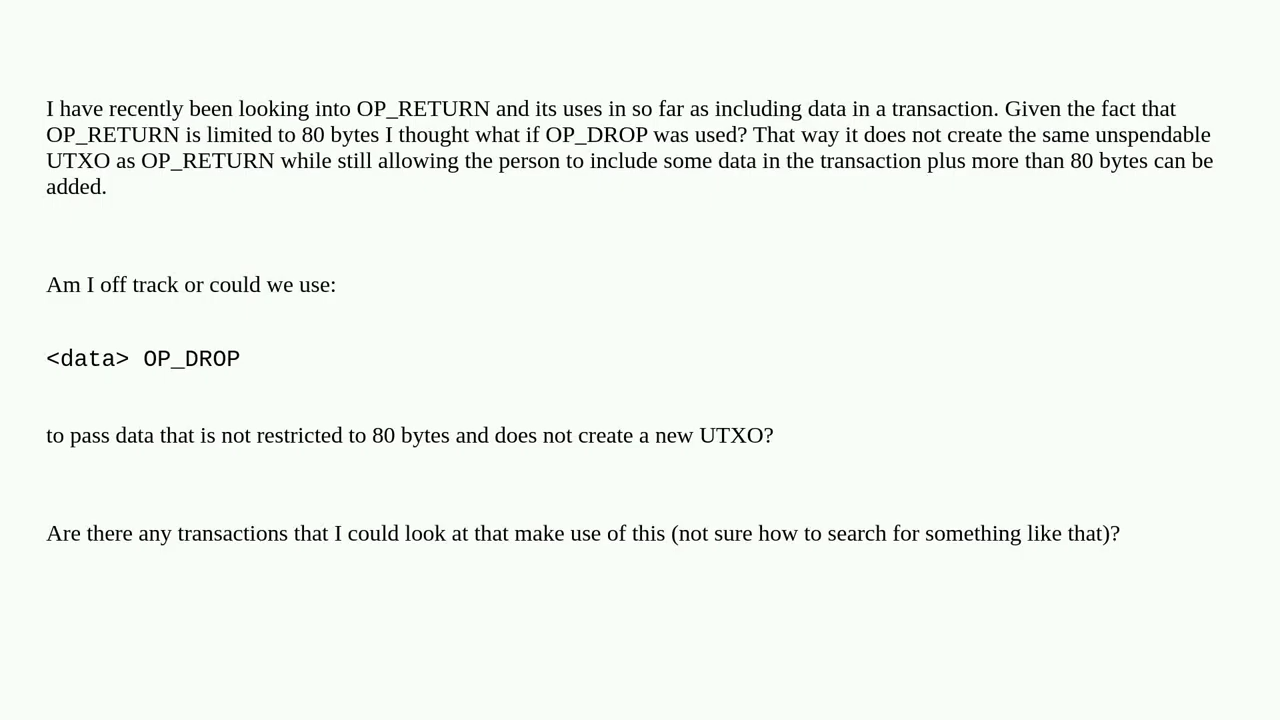 I have recently been looking into OP_RETURN and its uses in so far as including data in a transaction. Given the fact that
OP_RETURN is limited to 80 bytes I thought what if OP_DROP was used? That way it does not create the same unspendable
UTXO as OP_RETURN while still allowing the person to include some data in the transaction plus more than 80 bytes can be
added.
Am I off track or could we use:
<data> OP_DROP
to pass data that is not restricted to 80 bytes and does not create a new UTXO?
Are there any transactions that I could look at that make use of this (not sure how to search for something like that)?